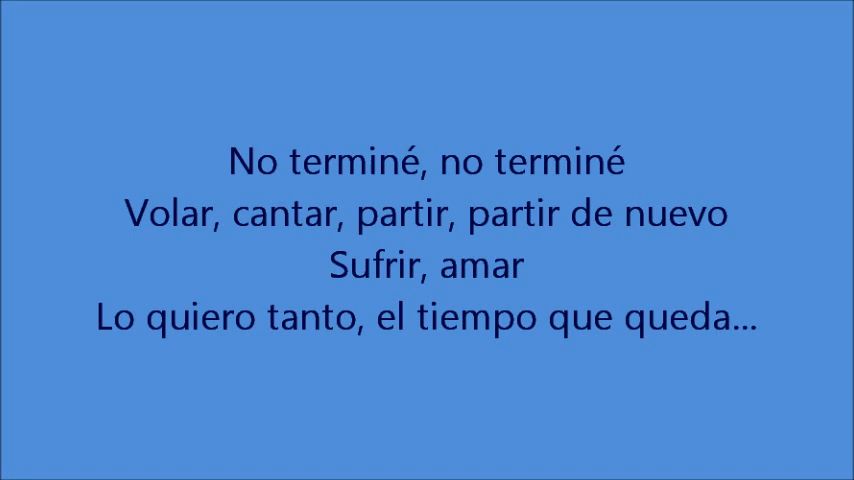 No terminé, no terminé
Volar, cantar, partir, partir de nuevo
Sufrir, amar
Lo quiero tanto, el tiempo que queda...